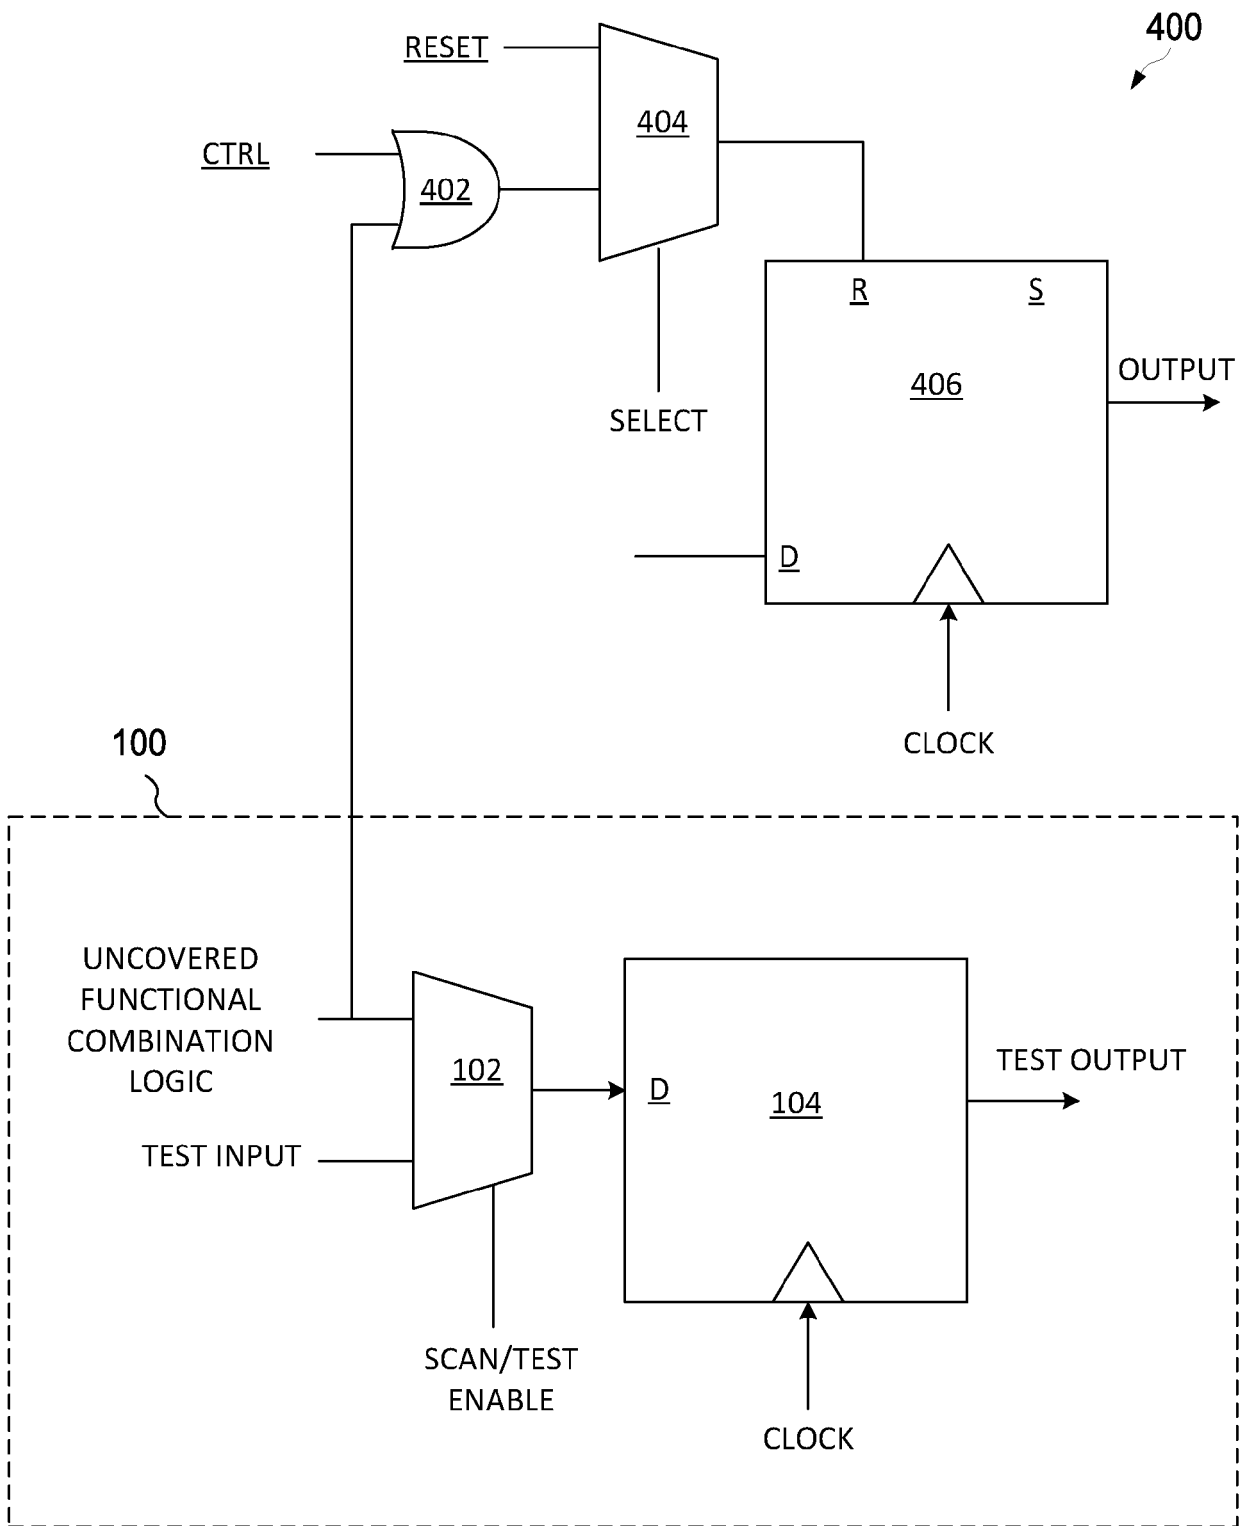 400
RESET
404
CTRL
402
R
S
406
OUTPUT
SELECT
D
CLOCK
100
UNCOVERED
FUNCTIONAL
COMBINATION
LOGIC
102
D
104
TEST OUTPUT
TEST INPUT
SCAN/TEST
ENABLE
CLOCK